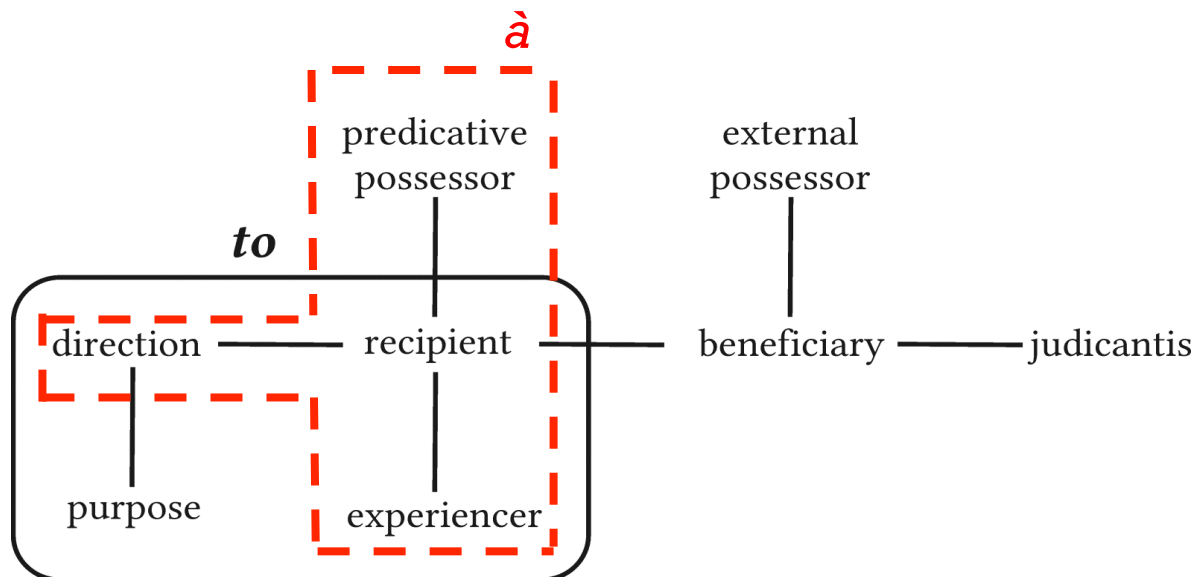 à
predicative
possessor
external
possessor
to
direction
recipient
beneficiary
judicantis
purpose
experiencer